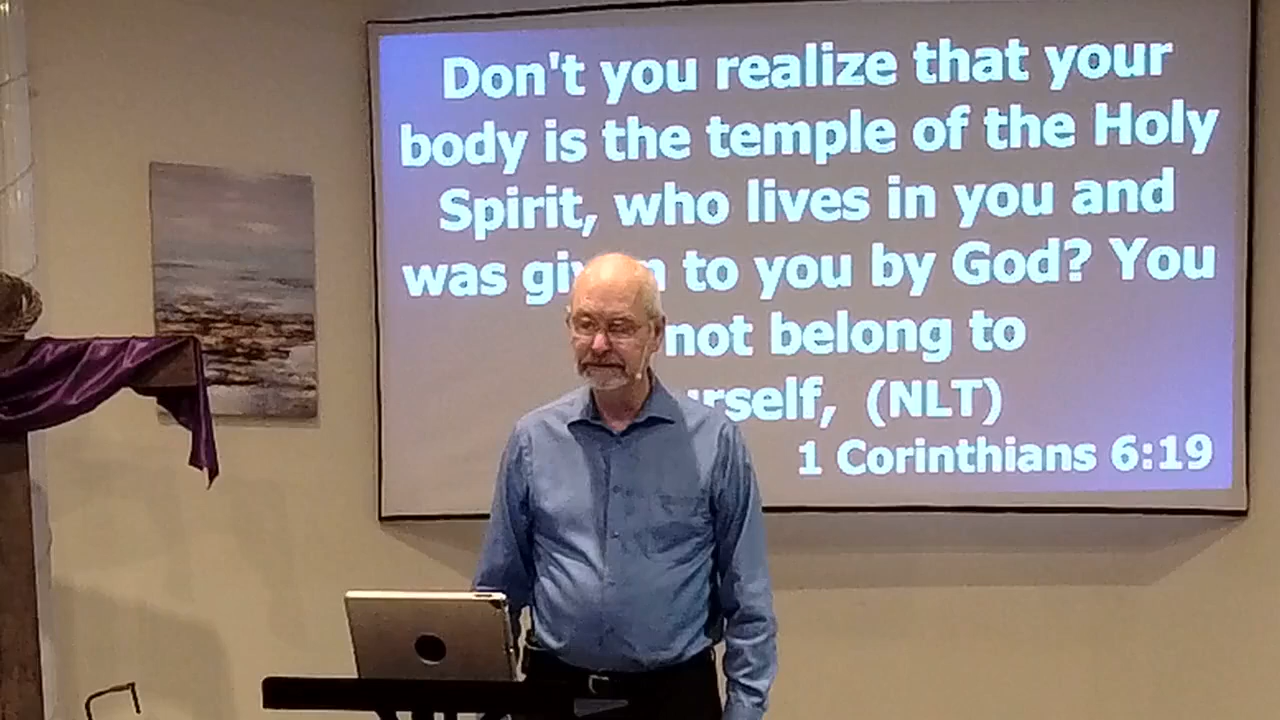 Don't you realize that your
body is the temple of the Holy
Spirit, who lives in you and
was to you by God? You
not belong to
(NLT)
1 Corinthians 6:19